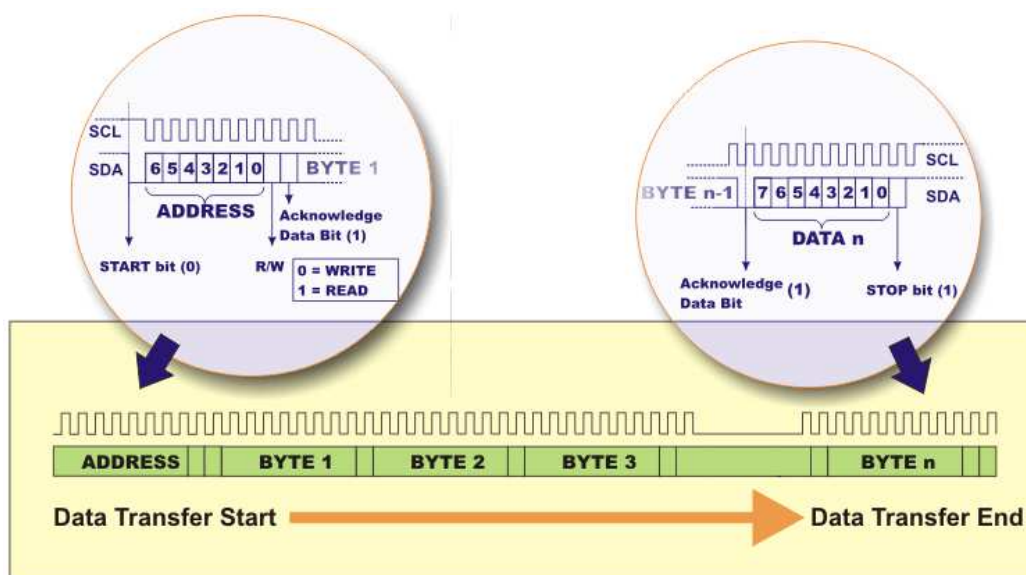 SCL
SDA 6 5 4 3 2 1 0 BYTE 1
ADDRESS
Acknowledge
Data Bit (1)
START bit (0) R/W 0 = WRITE
1 = READ
SCL
BYTE n-1 7 6 5 4 3 2 1 0 SDA
DATA n
Acknowledge (1)
Data Bit
STOP bit (1)
ADDRESS BYTE 1 BYTE 2 BYTE 3 BYTE n
Data Transfer Start Data Transfer End